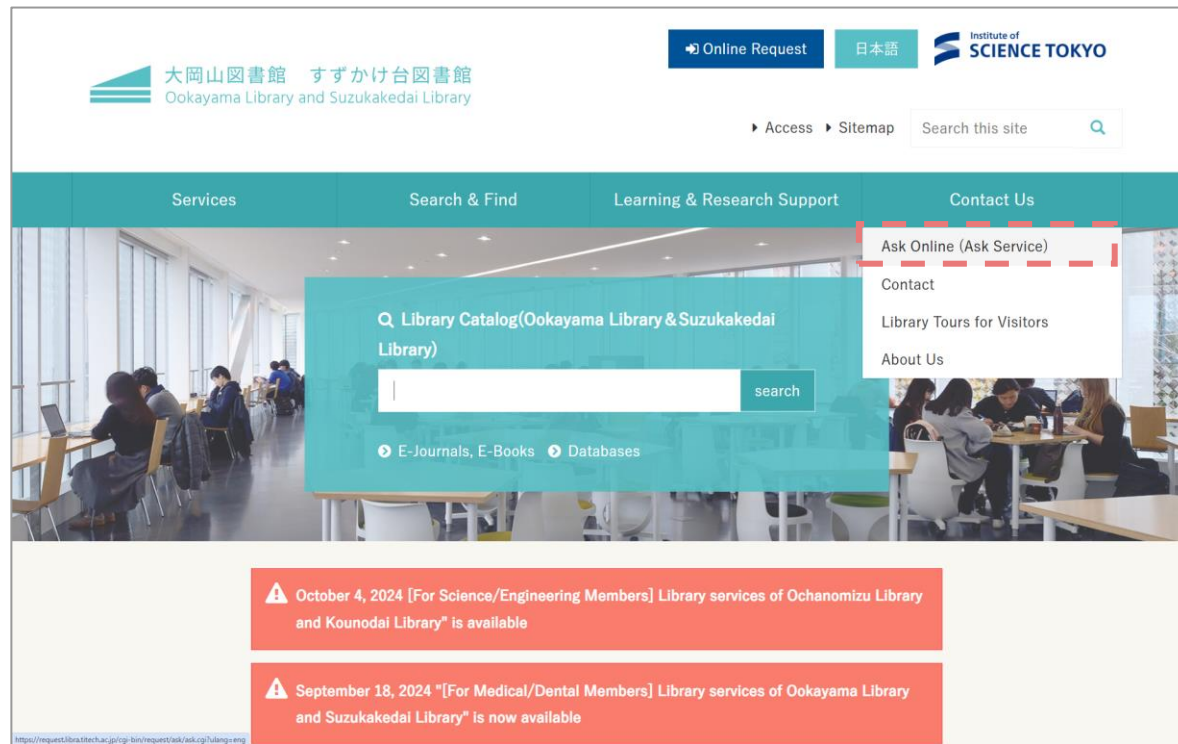 Online Request
日本語
Institute of
SCIENCE TOKYO
大岡山図書館 すずかけ台図書館
Ookayama Library and Suzukakedai Library
Access Sitemap Search this site
Services Search & Find Learning & Research Support Contact Us
Ask Online (Ask Service)
Contact
Library Tours for Visitors
About Us
Library Catalog(Ookayama Library&Suzukakedai
Library)
search
E-Journals, E-Books Databases
October 4, 2024 [For Science/Engineering Members] Library services of Ochanomizu Library
and Kounodai Library" is available
September 18, 2024 "[For Medical/Dental Members] Library services of Ookayama Library
and Suzukakedai Library" is now available
https://request.libra.titech.ac.jp/cgi-bin/request/ask/ask.cgi?ulang=eng